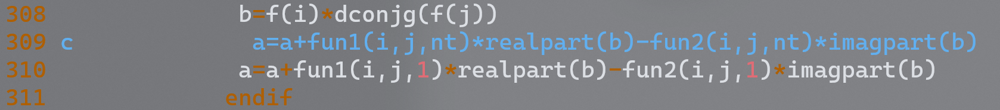 308              b=f(i)*dconjg(f(j))
309 c             a=a+fun1(i,j,nt)*realpart(b)-fun2(i,j,nt)*imagpart(b)
310              a=a+fun1(i,j,1)*realpart(b)-fun2(i,j,1)*imagpart(b)
311             endif